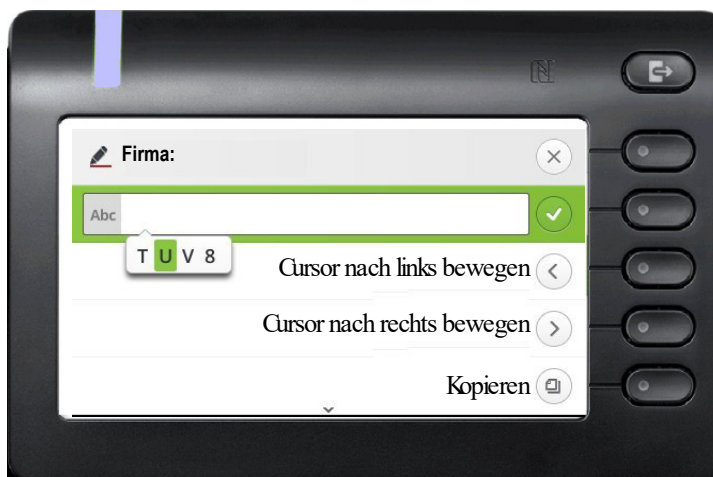 Firma:
Abc
T U V 8
Cursor nach links bewegen
Cursor nach rechts bewegen
Kopieren